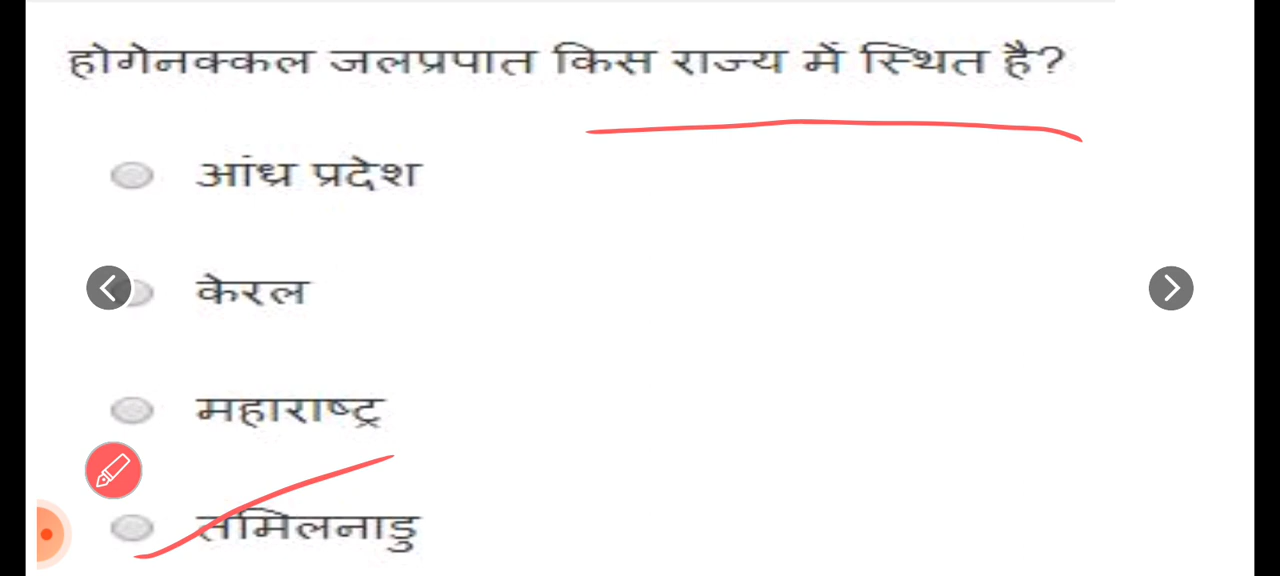 होगेनक्कल जलप्रपात किस राज्य में स्थित है?
आंध्र प्रदेश
केरल
महाराष्ट्र
तमिलनाडु